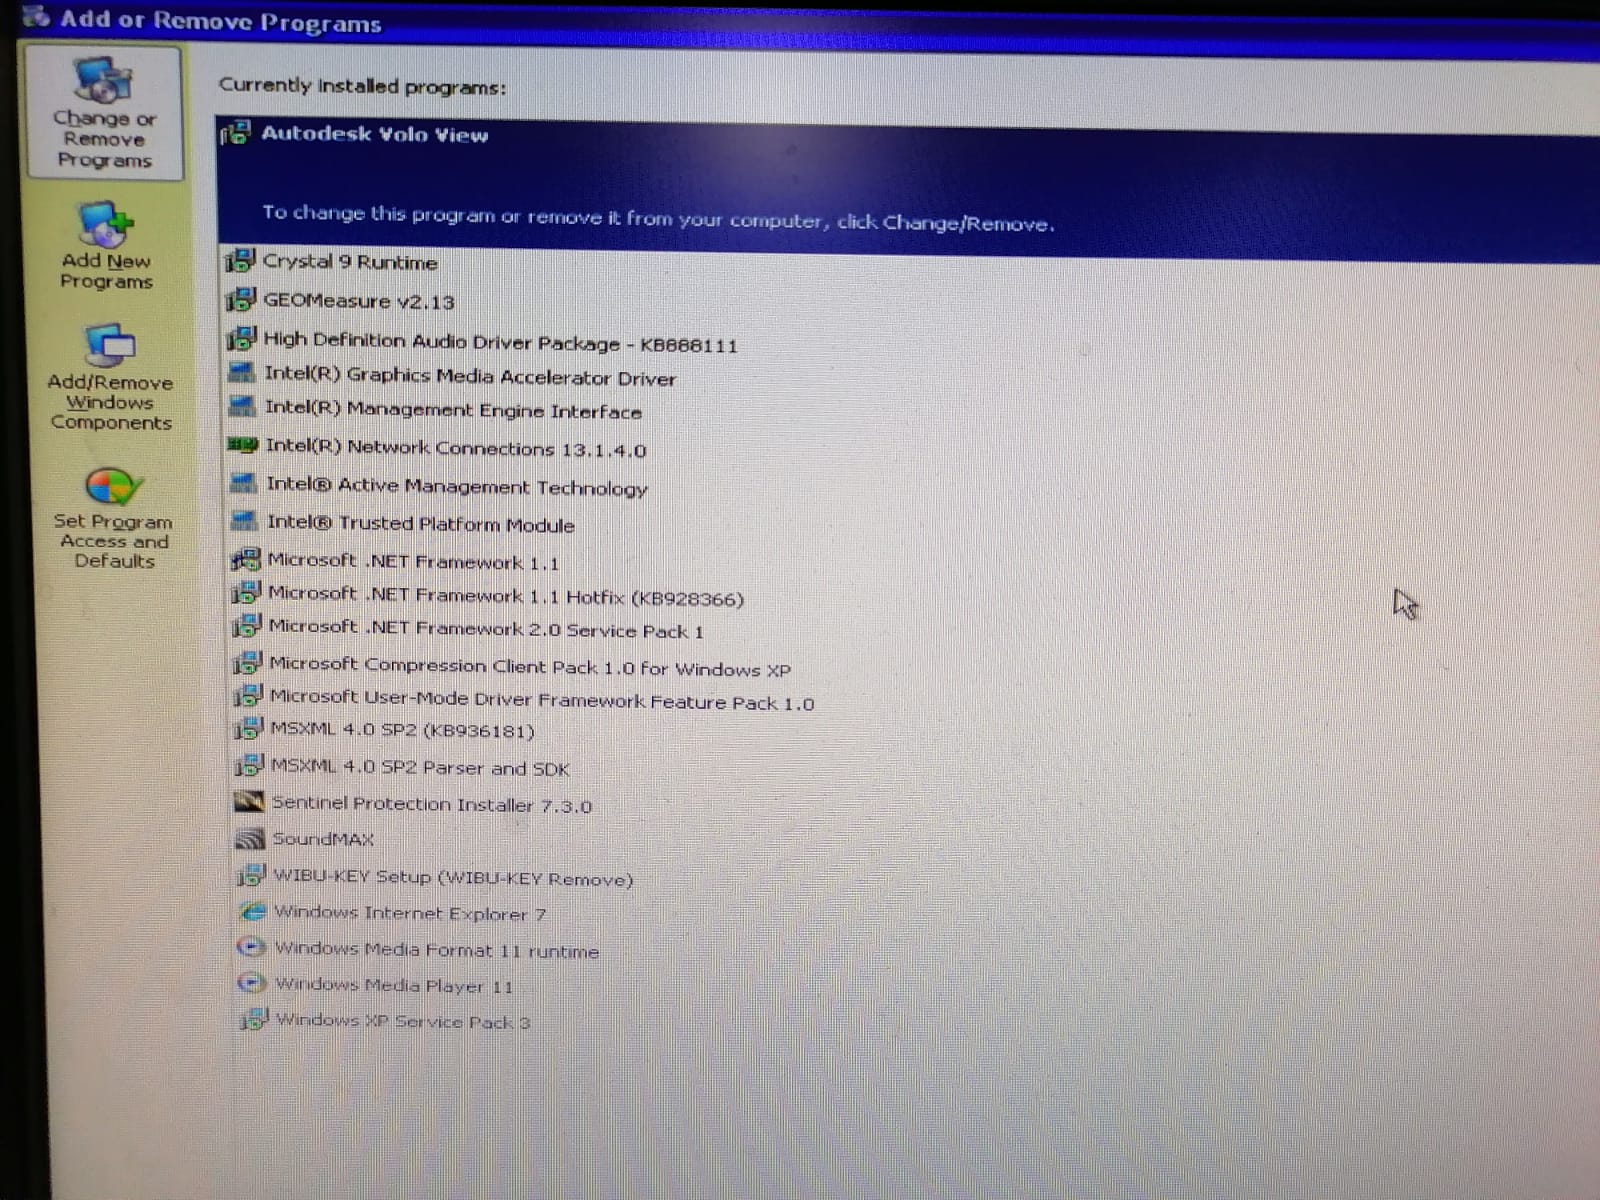 Add or Remove Programs
Change or
Remove
Programs
Add New
Programs
Add/Remove
Windows
Components
Set Program
Access and
Defaults
Currently installed programs:
Autodesk Volo View
To change this program or remove it from your computer, click Change/Remove.
Crystal 9 Runtime
GEOMeasure v2.13
High Definition Audio Driver Package - KB888111
Intel(R) Graphics Media Accelerator Driver
Intel(R) Management Engine Interface
Intel(R) Network Connections 13.1.4.0
Intel® Active Management Technology
Intel® Trusted Platform Module
Microsoft .NET Framework 1.1
Microsoft .NET Framework 1.1 Hotfix (KB928366)
Microsoft .NET Framework 2.0 Service Pack 1
Microsoft Compression Client Pack 1.0 for Windows XP
Microsoft User-Mode Driver Framework Feature Pack 1.0
MSXML 4.0 SP2 (KB936181)
MSXML 4.0 SP2 Parser and SDK
Sentinel Protection Installer 7.3.0
SoundMAX
WIBU-KEY Setup (WIBU-KEY Remove)
Windows Internet Explorer 7
Windows Media Format 11 runtime
Windows Media Player 11
Windows XP Service Pack 3